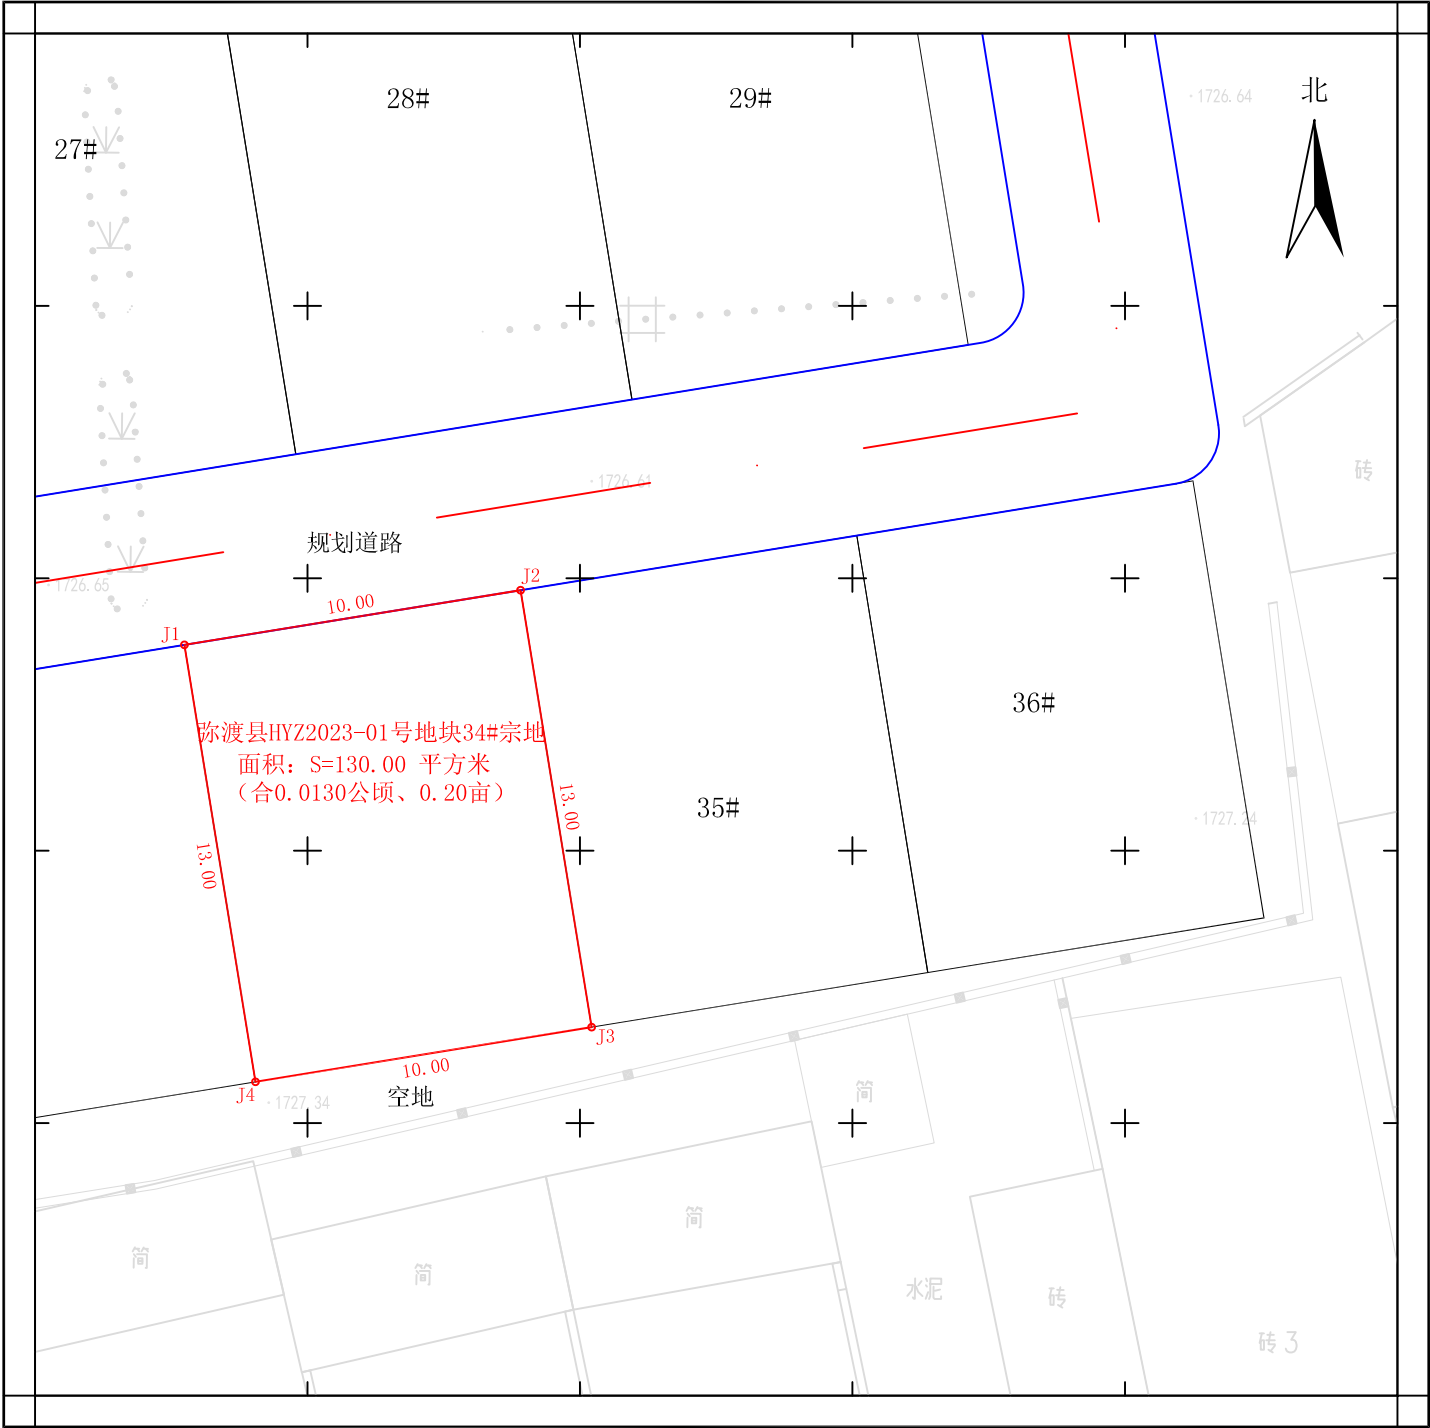 28#
29#
·1726.64
北
27#
砖
·1726.61
规划道路
1726.65
J2
10.00
J1
36#
弥渡县HYZ2023-01号地块34#宗地
面积：S=130.00 平方米
（合0.0130公顷、0.20亩）
13.00
35#
·1727.24
13.00
J3
10.00
J4
空地
·1727.34
简
简
简
简
水泥
砖
砖3